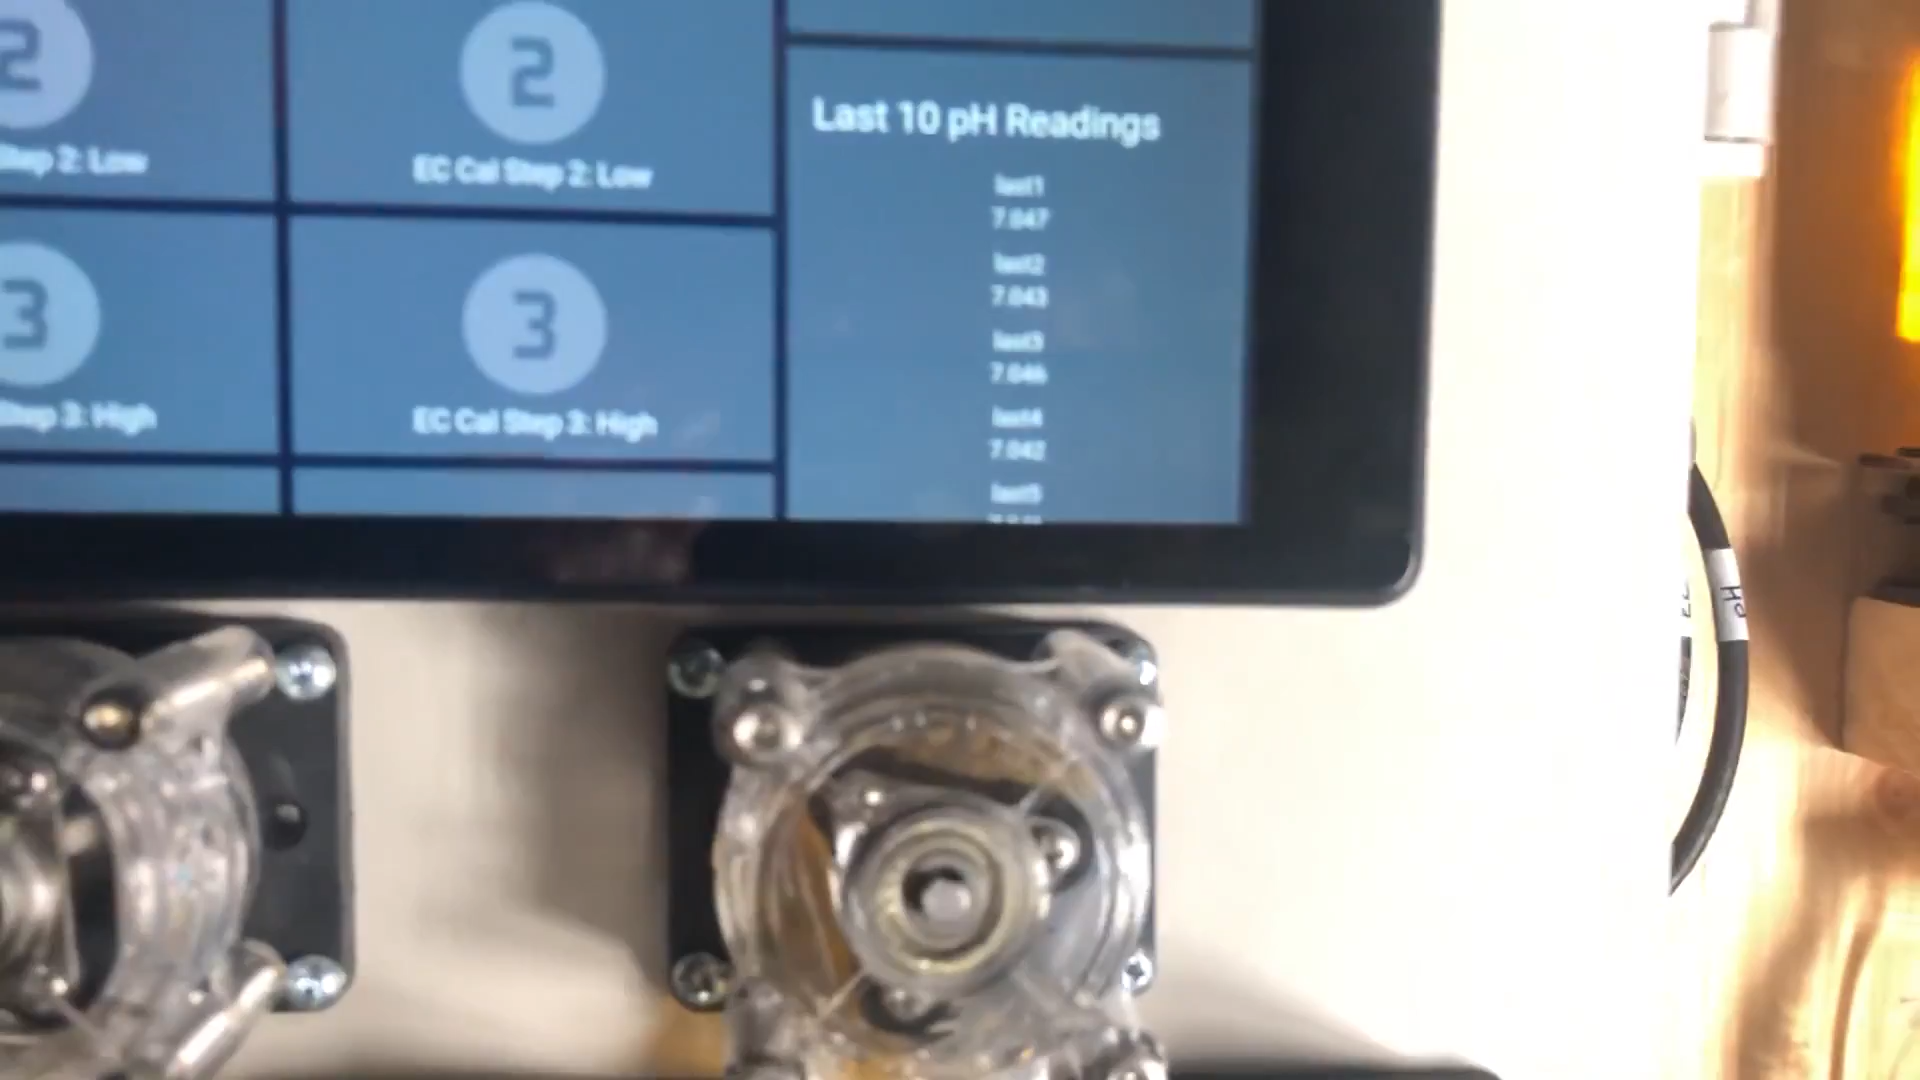 2
Step 2: Low
3
Step 3: High
2
EC Cal Step 2: Low
3
EC Cal Step 3: High
Last 10 pH Readings
last1
7.047
last2
7.043
last3
7.046
last4
7.042
last5
pH